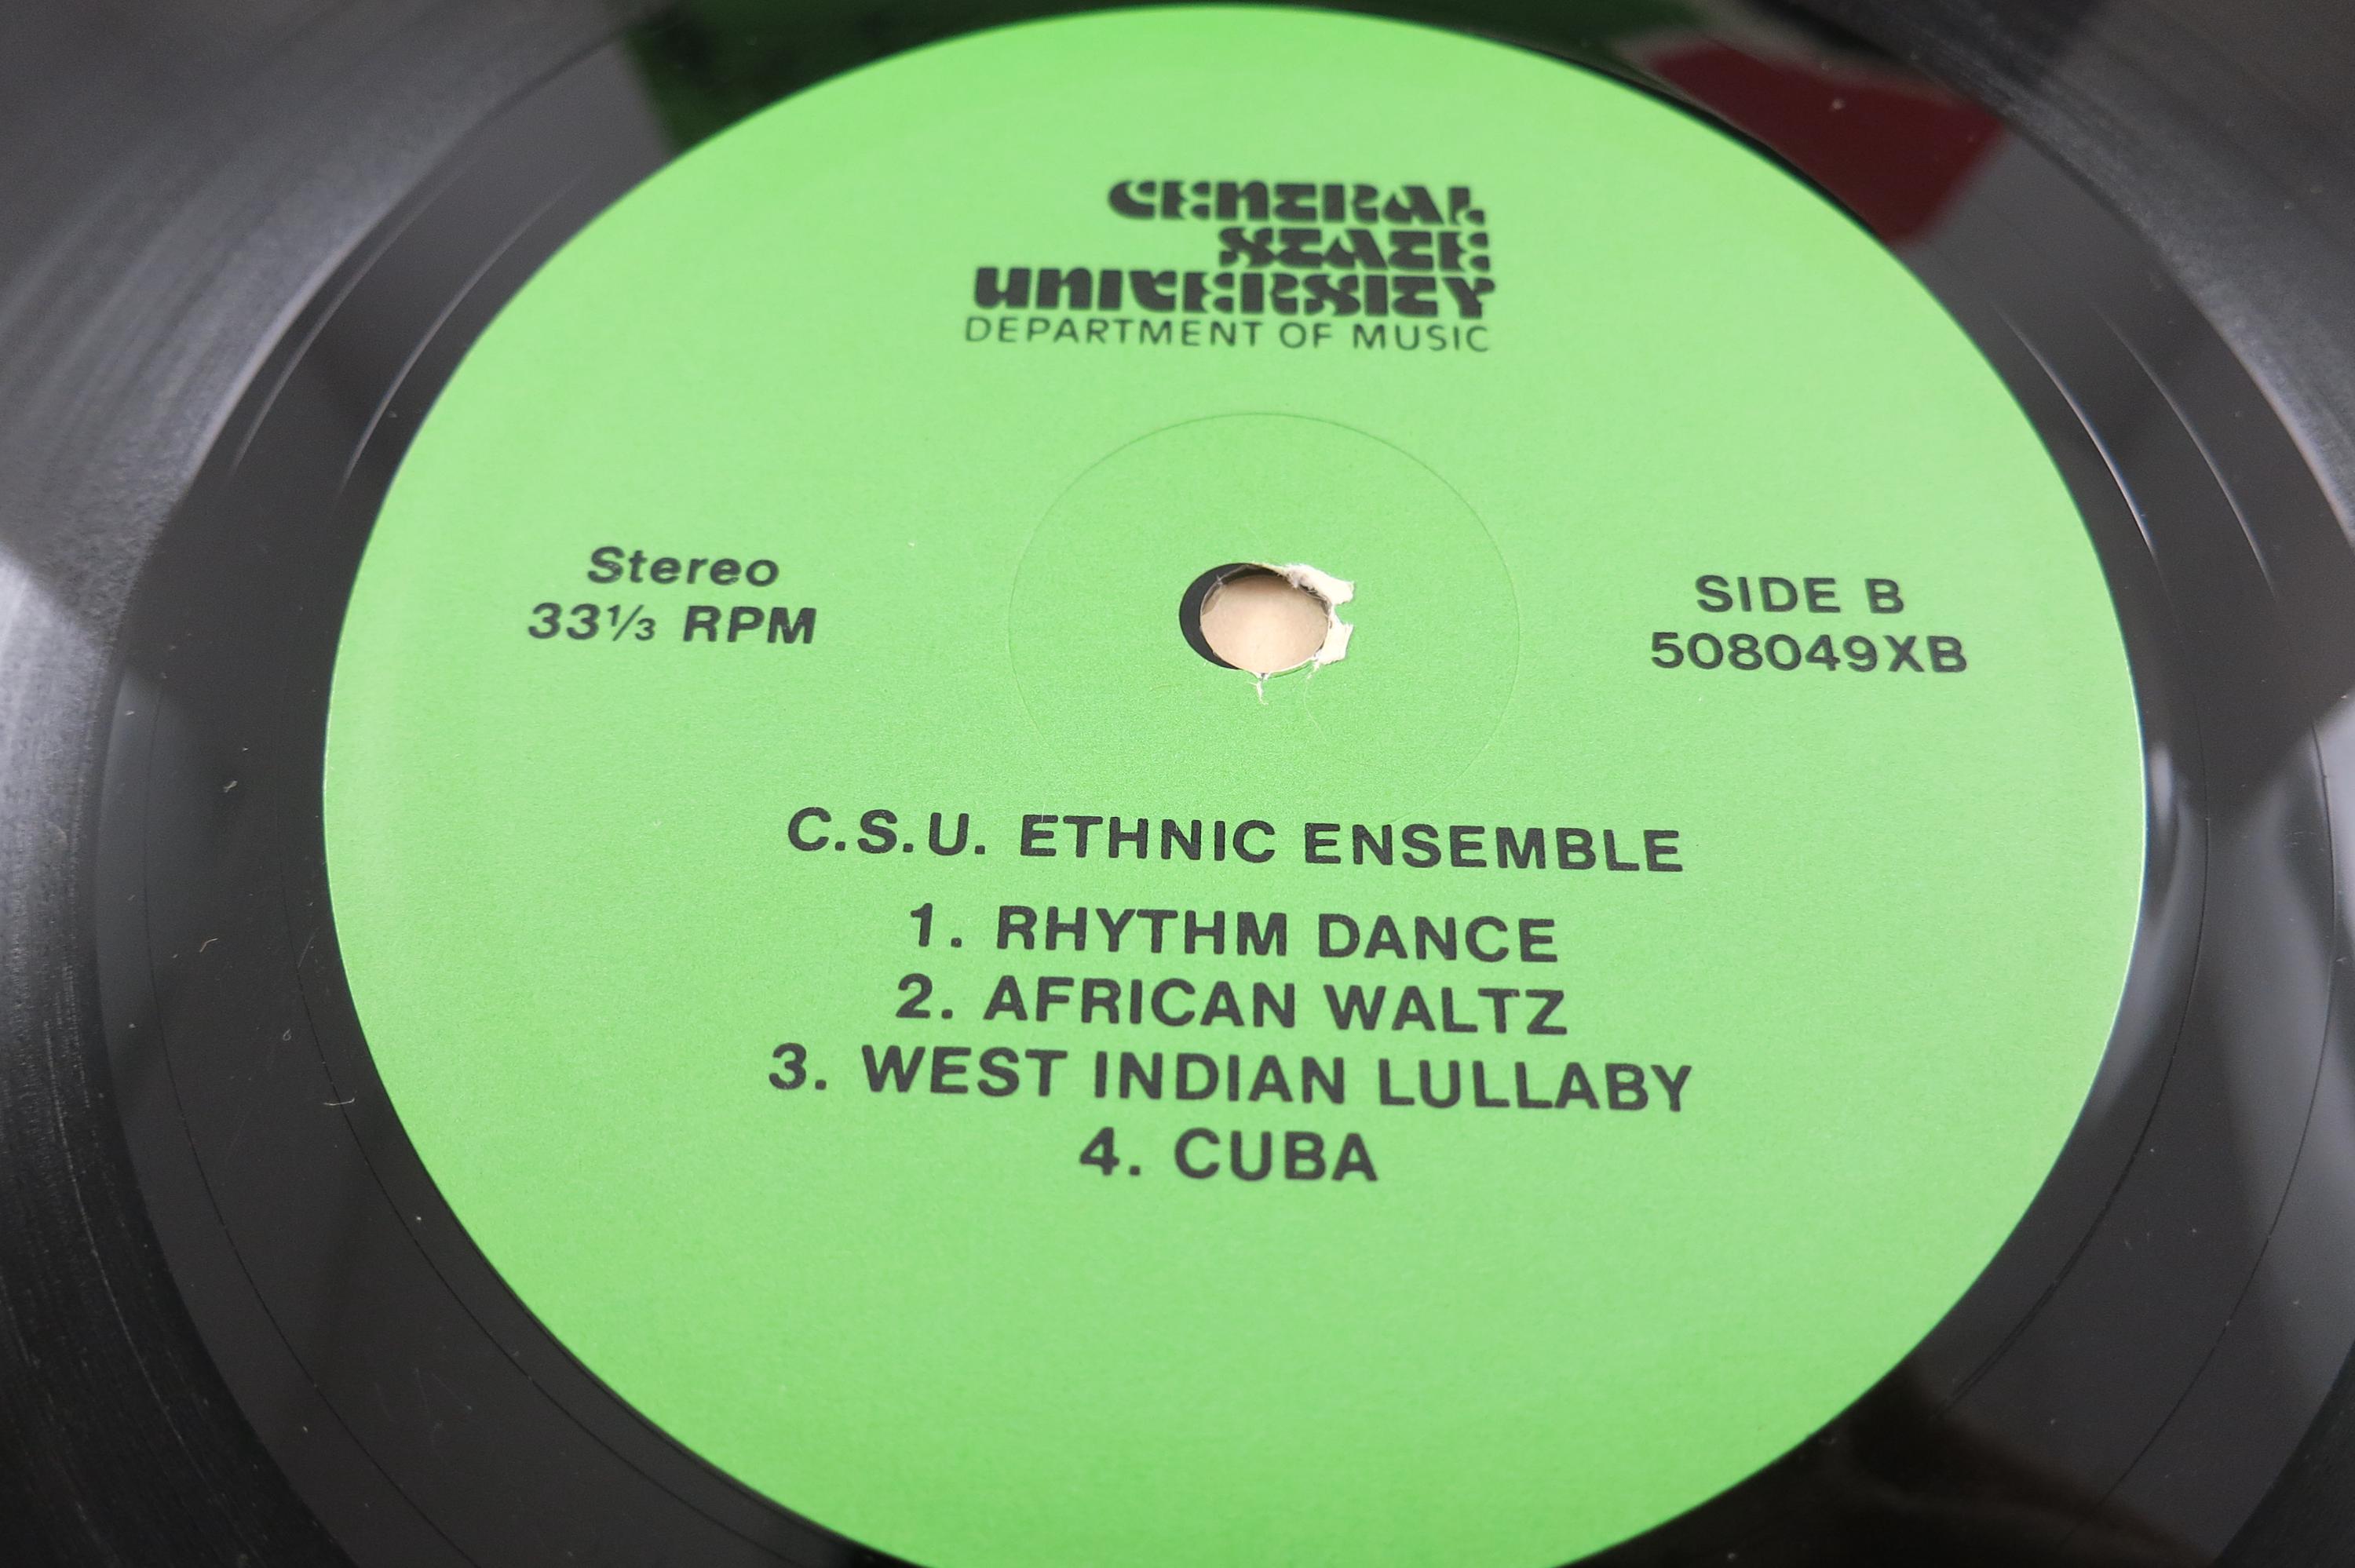 CENTRAL
STATE
UNIVERSITY
DEPARTMENT OF MUSIC
Stereo
33⅓ RPM
SIDE B
508049XB
C.S.U. ETHNIC ENSEMBLE
1. RHYTHM DANCE
2. AFRICAN WALTZ
3. WEST INDIAN LULLABY
4. CUBA